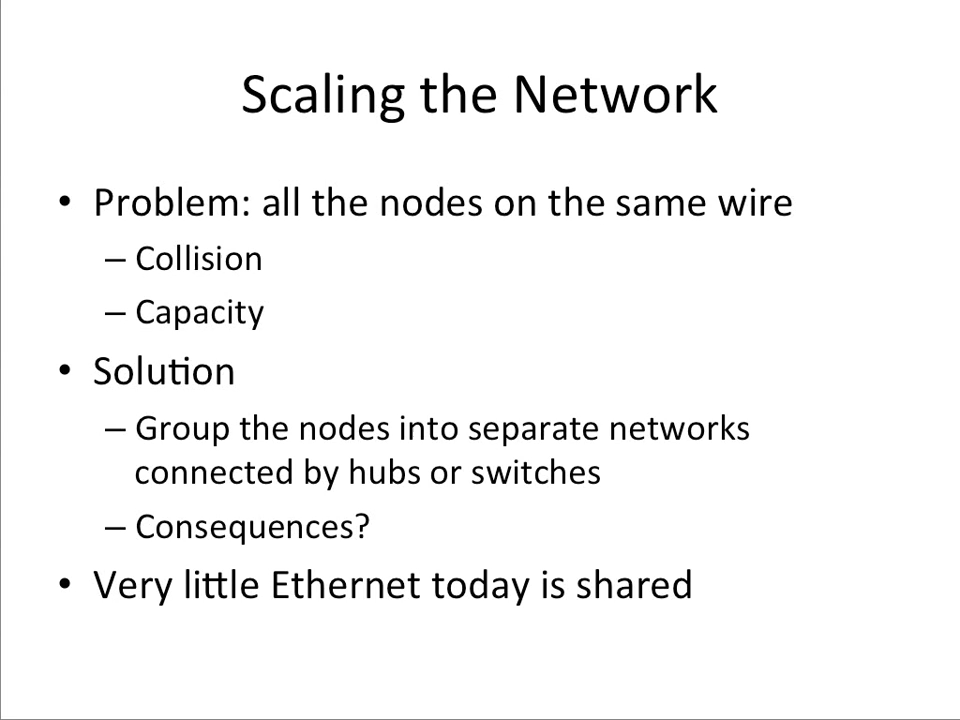 Scaling the Network
• Problem: all the nodes on the same wire
– Collision
– Capacity
• Solution
– Group the nodes into separate networks
connected by hubs or switches
– Consequences?
• Very little Ethernet today is shared